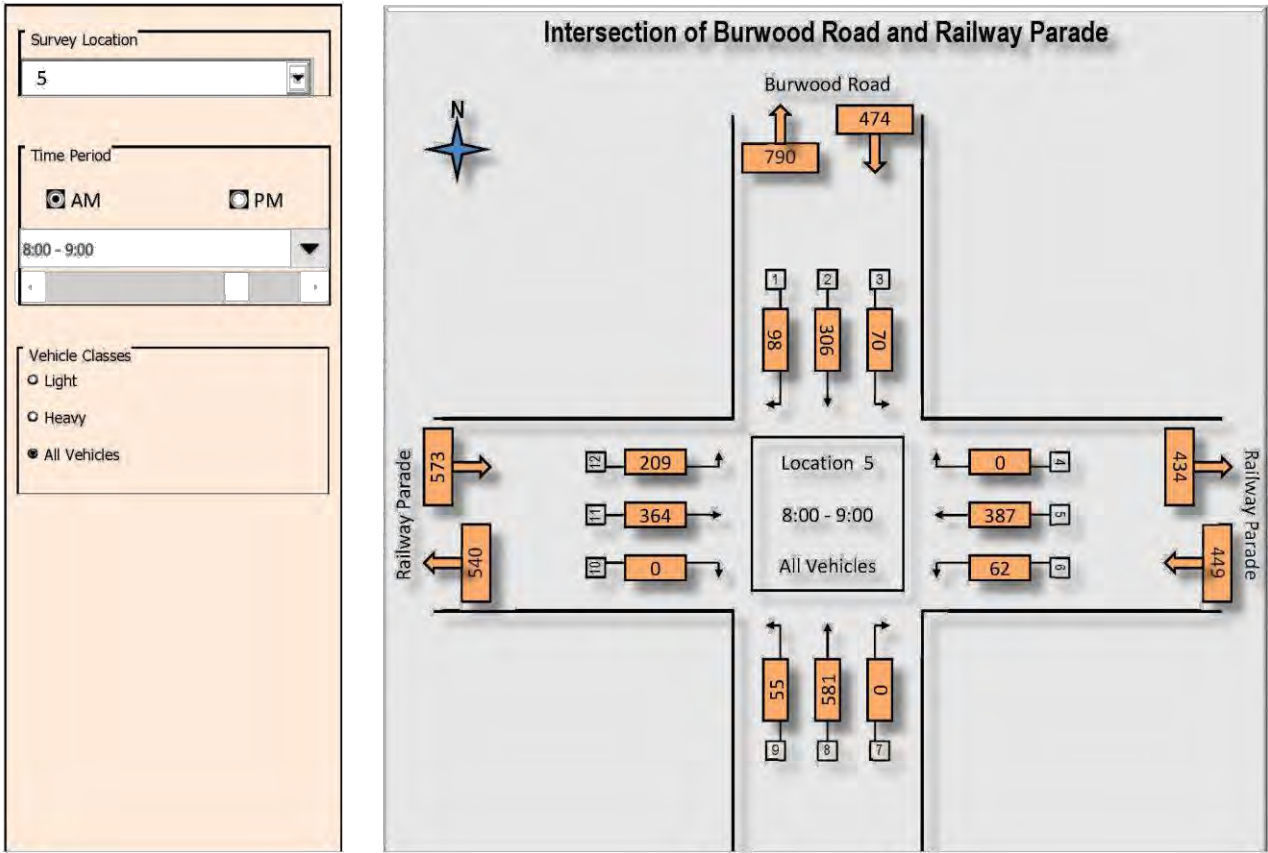 Survey Location
5
Time Period
AM
PM
8:00 - 9:00
Vehicle Classes
Light
Heavy
All Vehicles
Intersection of Burwood Road and Railway Parade
Burwood Road
N
790
474
1
2
3
98
306
70
Railway Parade
573
540
12
209
11
364
10
0
Location 5
8:00 - 9:00
All Vehicles
0
4
387
5
62
6
434
449
Railway Parade
55
581
0
9
8
7